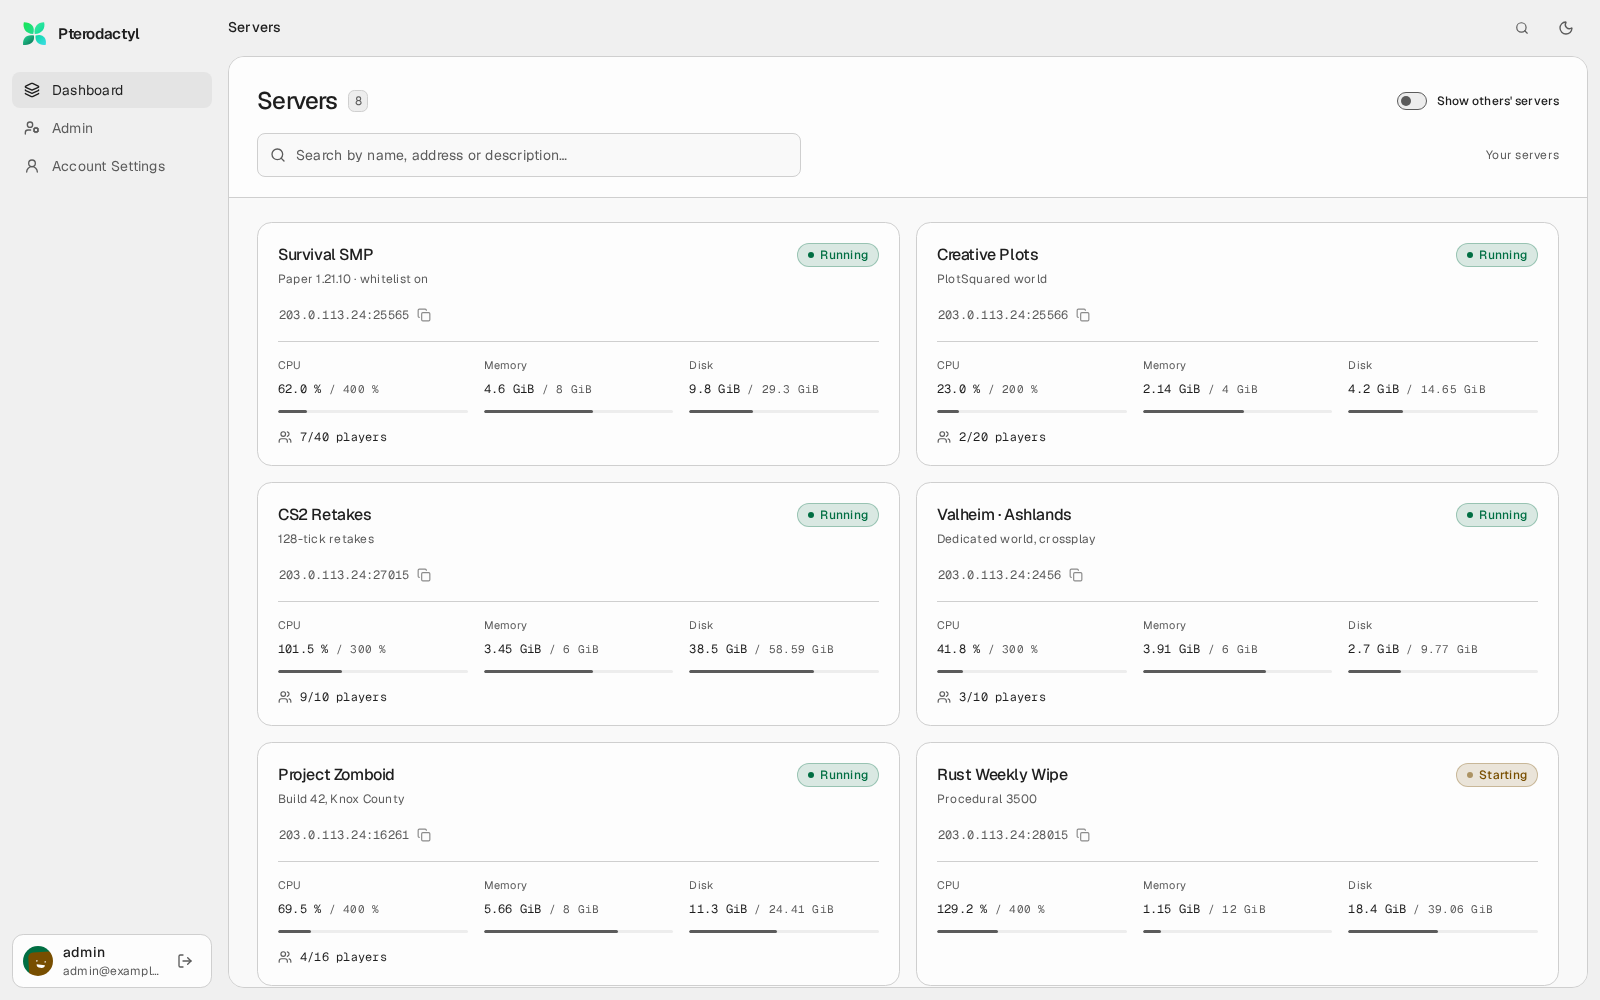 Pterodactyl
Dashboard
Admin
Account Settings
admin
admin@exampl…
Servers
Servers 8
Show others' servers
Search by name, address or description…
Your servers
Survival SMP
Running
Paper 1.21.10 · whitelist on
203.0.113.24:25565
CPU
62.0 % / 400 %
Memory
4.6 GiB / 8 GiB
Disk
9.8 GiB / 29.3 GiB
7/40 players
Creative Plots
Running
PlotSquared world
203.0.113.24:25566
CPU
23.0 % / 200 %
Memory
2.14 GiB / 4 GiB
Disk
4.2 GiB / 14.65 GiB
2/20 players
CS2 Retakes
Running
128-tick retakes
203.0.113.24:27015
CPU
101.5 % / 300 %
Memory
3.45 GiB / 6 GiB
Disk
38.5 GiB / 58.59 GiB
9/10 players
Valheim · Ashlands
Running
Dedicated world, crossplay
203.0.113.24:2456
CPU
41.8 % / 300 %
Memory
3.91 GiB / 6 GiB
Disk
2.7 GiB / 9.77 GiB
3/10 players
Project Zomboid
Running
Build 42, Knox County
203.0.113.24:16261
CPU
69.5 % / 400 %
Memory
5.66 GiB / 8 GiB
Disk
11.3 GiB / 24.41 GiB
4/16 players
Rust Weekly Wipe
Starting
Procedural 3500
203.0.113.24:28015
CPU
129.2 % / 400 %
Memory
1.15 GiB / 12 GiB
Disk
18.4 GiB / 39.06 GiB